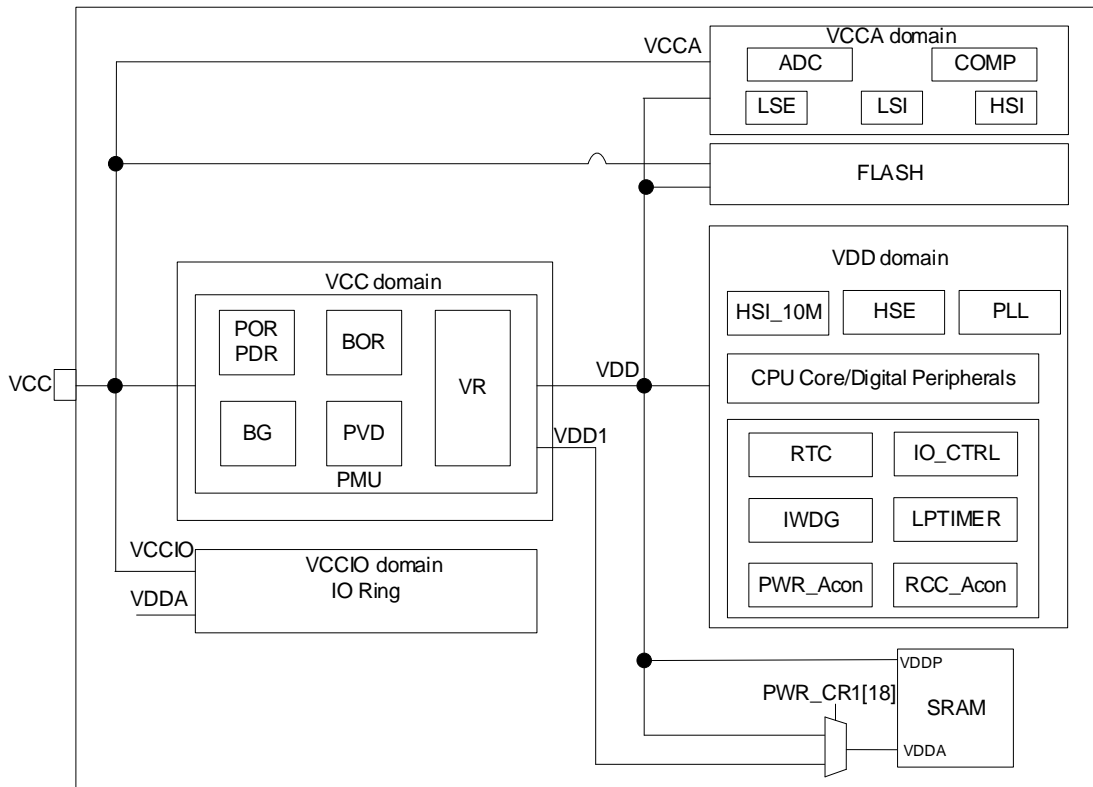 VCCA domain
VCCA
ADC
COMP
LSE
LSI
HSI
FLASH
VDD domain
HSI_10M
HSE
PLL
CPU Core/Digital Peripherals
RTC
IO_CTRL
IWDG
LPTIMER
PWR_Acon
RCC_Acon
VCC domain
POR
PDR
BOR
VR
BG
PVD
PMU
VCC
VDD
VDD1
VCCIO
VDDA
VCCIO domain
IO Ring
PWR_CR1[18]
VDDP
SRAM
VDDA